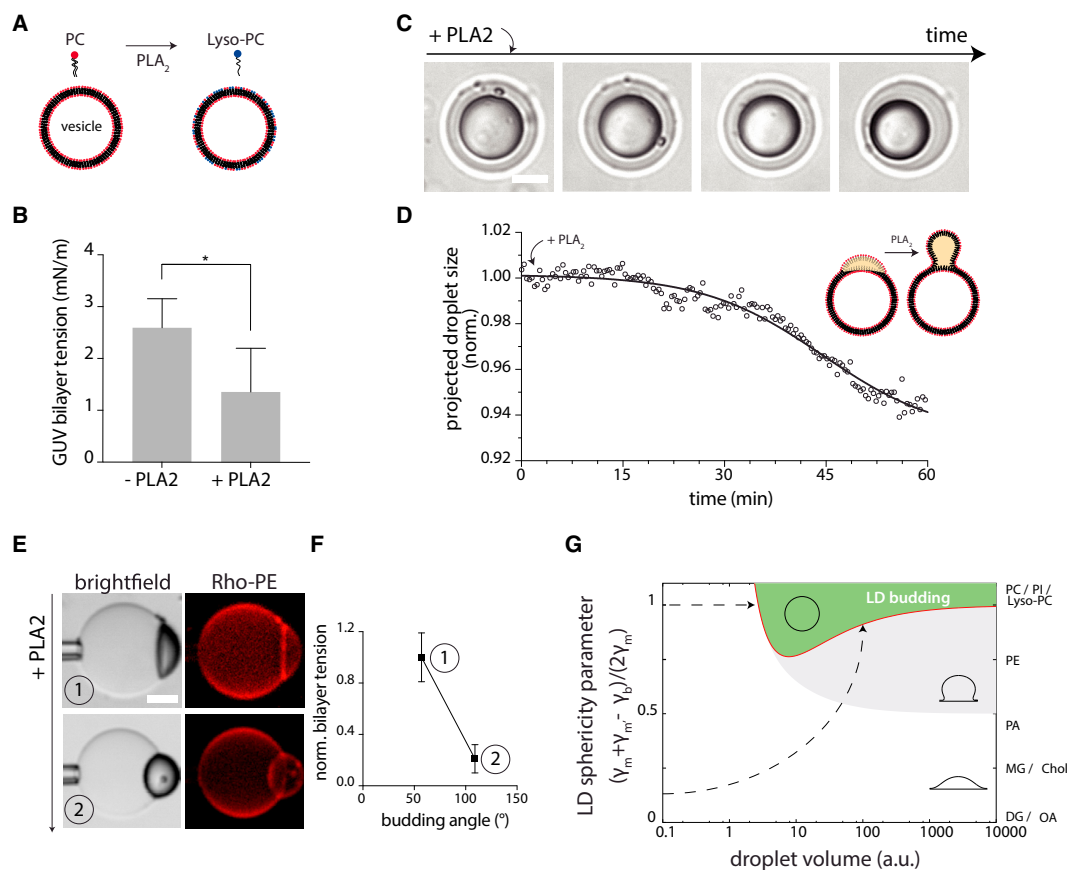 A
PC
Lyso-PC
PLA2
vesicle
B
GUV bilayer tension (mN/m)
4
3
2
1
0
*
- PLA2
+ PLA2
C
+ PLA2
time
D
projected droplet size
(norm.)
1.02
1.00
0.98
0.96
0.94
0.92
+ PLA2
PLA2
0
15
30
45
60
time (min)
E
brightfield
Rho-PE
+ PLA2
1
2
F
norm. bilayer tension
1.2
0.8
0.4
0.0
1
2
0
50
100
150
budding angle (°)
G
LD sphericity parameter
(γm+γm'- γb)/(2γm)
1
0.5
0
LD budding
PC / PI /
Lyso-PC
PE
PA
MG / Chol
DG / OA
0.1
1
10
100
1000
10000
droplet volume (a.u.)